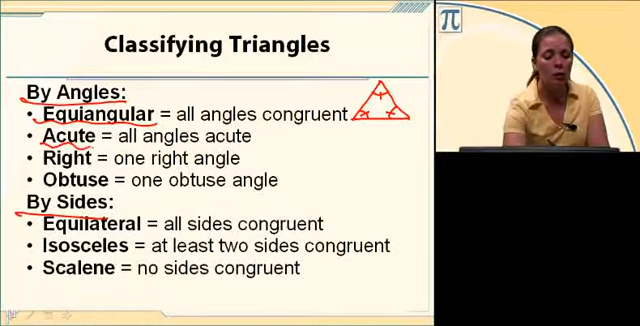 Classifying Triangles
π
By Angles:
• Equiangular = all angles congruent
• Acute = all angles acute
• Right = one right angle
• Obtuse = one obtuse angle
By Sides:
• Equilateral = all sides congruent
• Isosceles = at least two sides congruent
• Scalene = no sides congruent